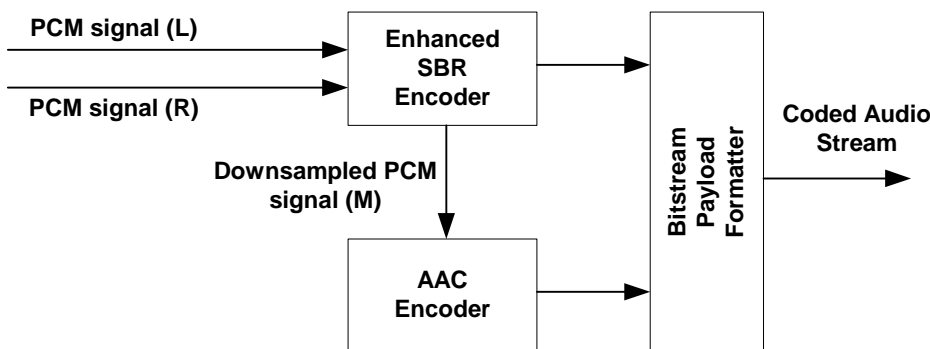 PCM signal (L)
PCM signal (R)
Enhanced
SBR
Encoder
Downsampled PCM
signal (M)
AAC
Encoder
Bitstream
Payload
Formatter
Coded Audio
Stream